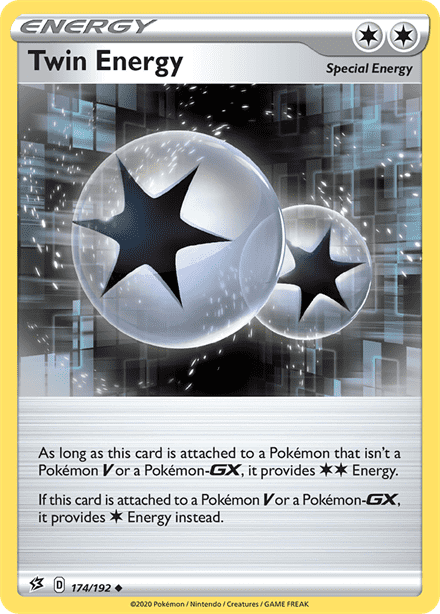 ENERGY
Twin Energy
Special Energy
As long as this card is attached to a Pokémon that isn't a
Pokémon V or a Pokémon-GX, it provides ✶✶ Energy.
If this card is attached to a Pokémon V or a Pokémon-GX,
it provides ✶ Energy instead.
D 174/192 ◆
©2020 Pokémon / Nintendo / Creatures / GAME FREAK